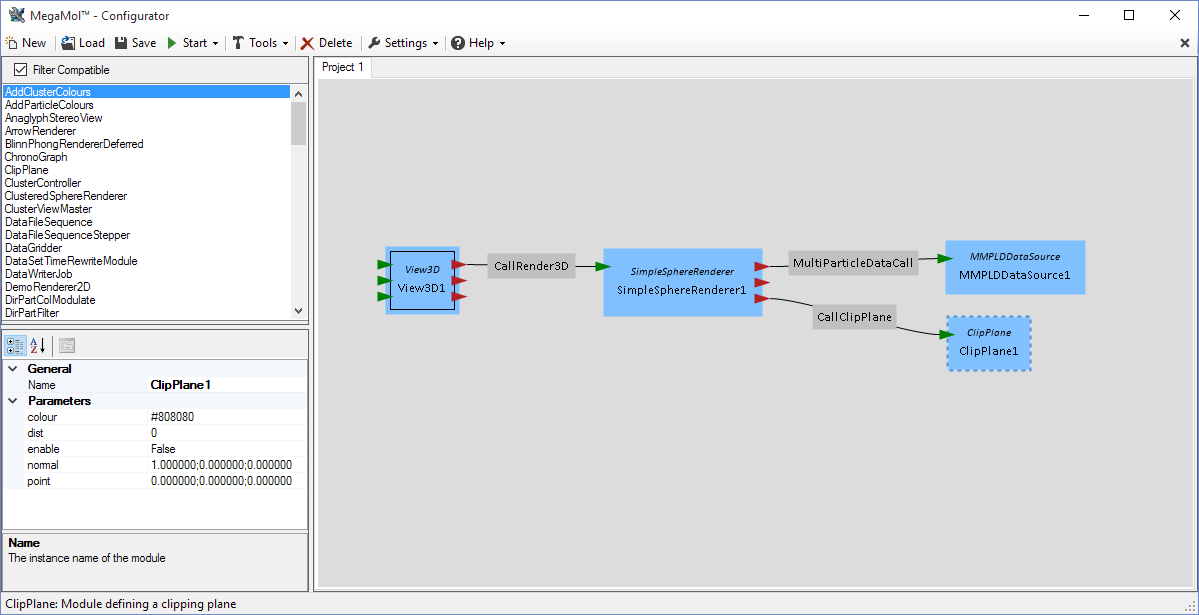 MegaMol™ - Configurator
New Load Save Start Tools Delete Settings Help
Filter Compatible
AddClusterColours
AddParticleColours
AnaglyphStereoView
ArrowRenderer
BlinnPhongRendererDeferred
ChronoGraph
ClipPlane
ClusterController
ClusteredSphereRenderer
ClusterViewMaster
DataFileSequence
DataFileSequenceStepper
DataGridder
DataSetTimeRewriteModule
DataWriterJob
DemoRenderer2D
DirPartColModulate
DirPartFilter
General
Name ClipPlane1
Parameters
colour #808080
dist 0
enable False
normal 1.000000;0.000000;0.000000
point 0.000000;0.000000;0.000000
Name
The instance name of the module
Project 1
View3D
View3D1
CallRender3D
SimpleSphereRenderer
SimpleSphereRenderer1
MultiParticleDataCall
MMPLDDataSource
MMPLDDataSource1
CallClipPlane
ClipPlane
ClipPlane1
ClipPlane: Module defining a clipping plane